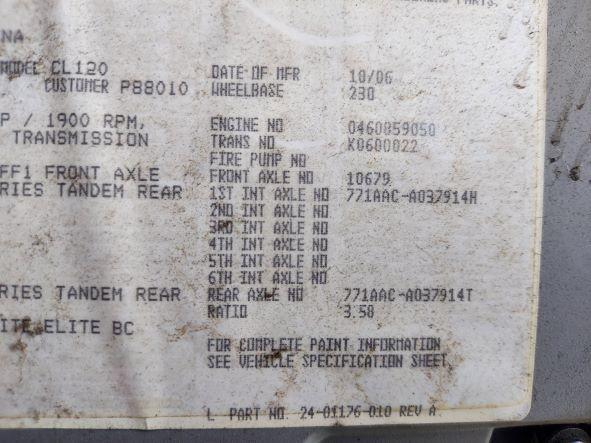 PARTS.
NA
MODEL CL120 DATE OF MFR 10/06
CUSTOMER P88010 WHEELBASE 230
P / 1900 RPM, ENGINE NO 0460859050
TRANSMISSION TRANS NO K0600022
FIRE PUMP NO
FF1 FRONT AXLE FRONT AXLE NO 10679
RIES TANDEM REAR 1ST INT AXLE NO 771AAC-A037914H
2ND INT AXLE NO
3RD INT AXLE NO
4TH INT AXLE NO
5TH INT AXLE NO
6TH INT AXLE NO
RIES TANDEM REAR REAR AXLE NO 771AAC-A037914T
RATIO 3.58
ITE ELITE BC
FOR COMPLETE PAINT INFORMATION
SEE VEHICLE SPECIFICATION SHEET.
L PART NO. 24-01176-010 REV A